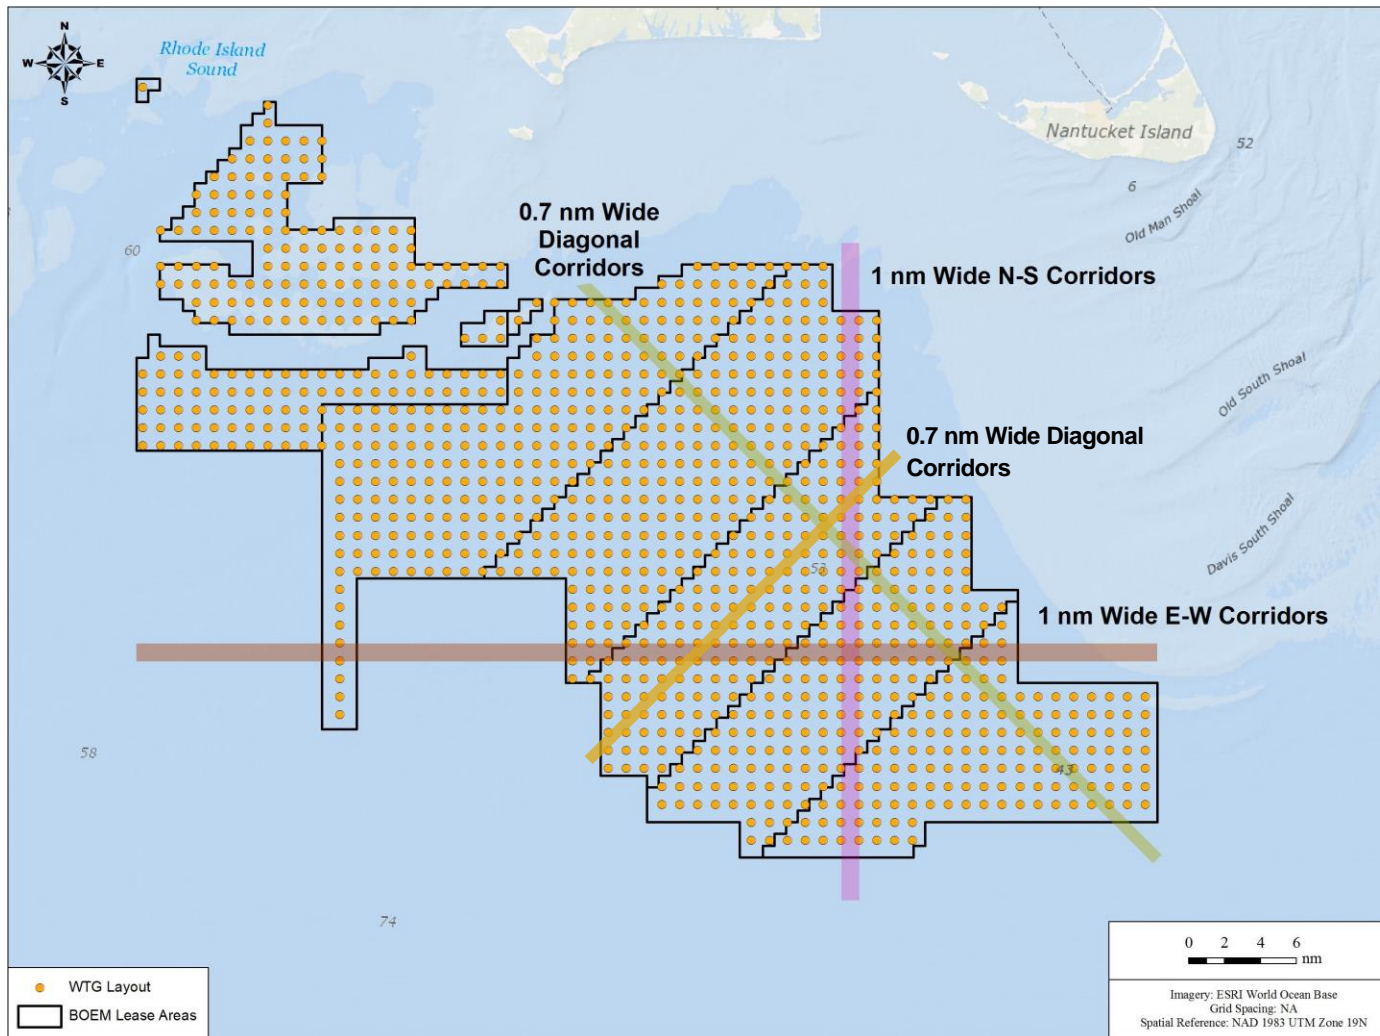 N
W
E
S
Rhode Island
Sound
Nantucket Island
52
6
Old Man Shoal
60
0.7 nm Wide
Diagonal
Corridors
1 nm Wide N-S Corridors
Old South Shoal
0.7 nm Wide Diagonal
Corridors
Davis South Shoal
53
1 nm Wide E-W Corridors
58
43
74
0 2 4 6
nm
WTG Layout
BOEM Lease Areas
Imagery: ESRI World Ocean Base
Grid Spacing: NA
Spatial Reference: NAD 1983 UTM Zone 19N